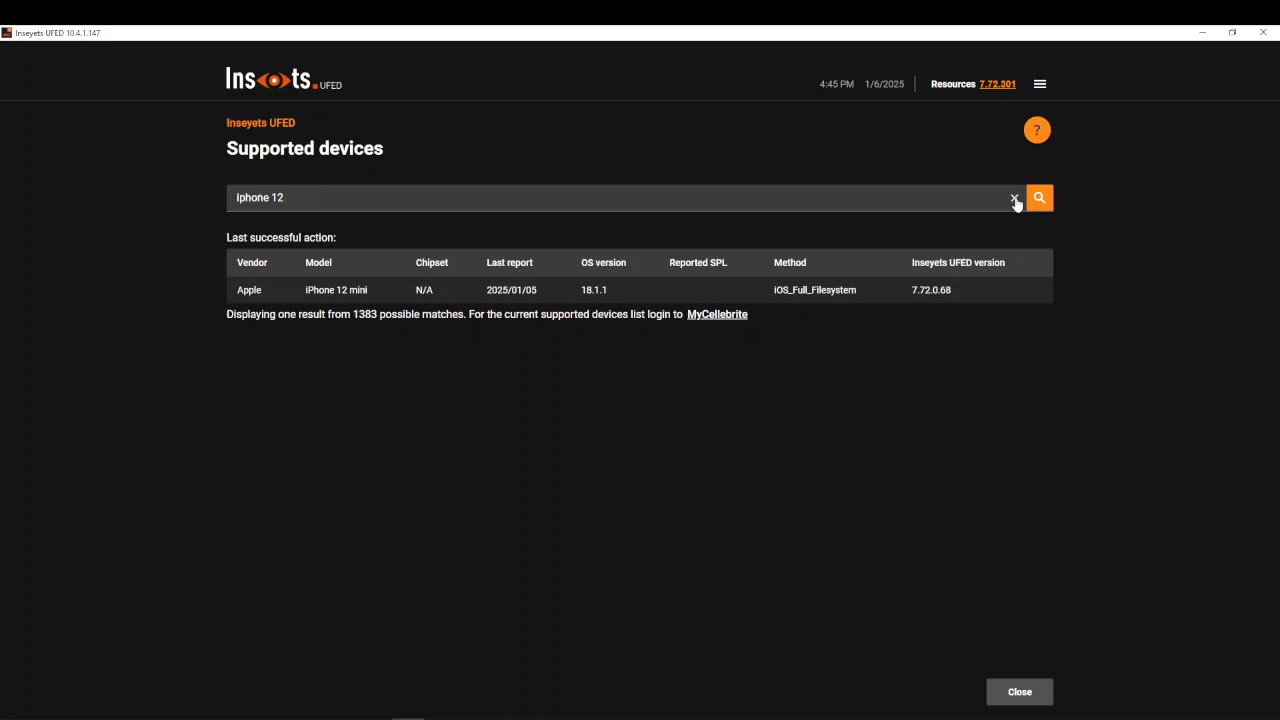 Inseyets UFED 10.4.1.147
Ins ts. UFED
4:45 PM 1/6/2025 Resources 7.72.301
Inseyets UFED
?
Supported devices
iphone 12
Last successful action:
Vendor Model Chipset Last report OS version Reported SPL Method Inseyets UFED version
Apple iPhone 12 mini N/A 2025/01/05 18.1.1 iOS_Full_Filesystem 7.72.0.68
Displaying one result from 1383 possible matches. For the current supported devices list login to MyCellebrite
Close